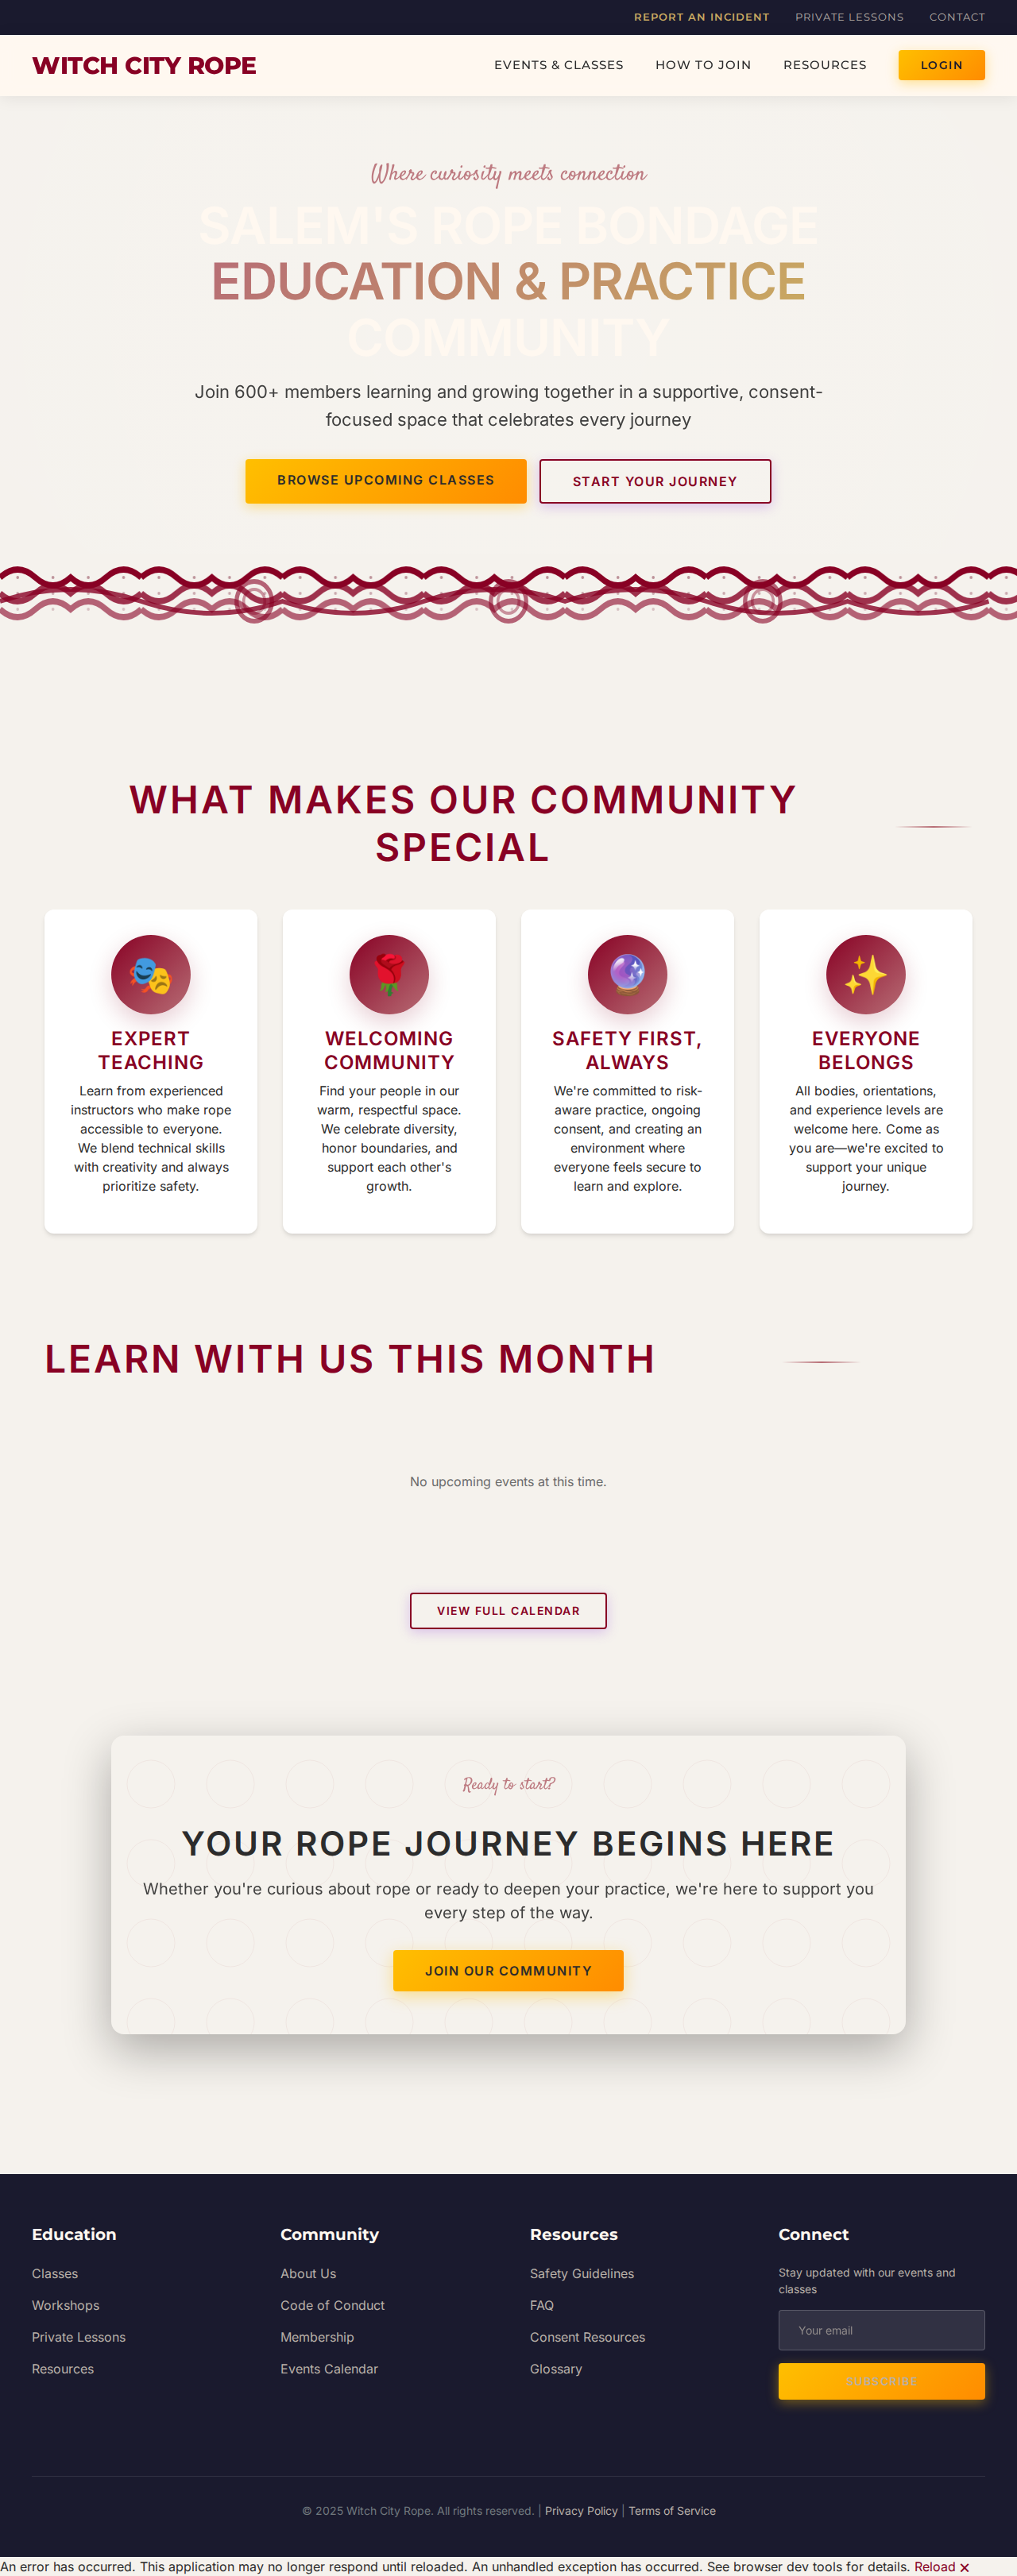 REPORT AN INCIDENT PRIVATE LESSONS CONTACT
WITCH CITY ROPE EVENTS & CLASSES HOW TO JOIN RESOURCES LOGIN
Where curiosity meets connection
SALEM'S ROPE BONDAGE
EDUCATION & PRACTICE
COMMUNITY
Join 600+ members learning and growing together in a supportive, consent-
focused space that celebrates every journey
BROWSE UPCOMING CLASSES START YOUR JOURNEY
WHAT MAKES OUR COMMUNITY
SPECIAL
EXPERT
TEACHING
Learn from experienced
instructors who make rope
accessible to everyone.
We blend technical skills
with creativity and always
prioritize safety.
WELCOMING
COMMUNITY
Find your people in our
warm, respectful space.
We celebrate diversity,
honor boundaries, and
support each other's
growth.
SAFETY FIRST,
ALWAYS
We're committed to risk-
aware practice, ongoing
consent, and creating an
environment where
everyone feels secure to
learn and explore.
EVERYONE
BELONGS
All bodies, orientations,
and experience levels are
welcome here. Come as
you are—we're excited to
support your unique
journey.
LEARN WITH US THIS MONTH
No upcoming events at this time.
VIEW FULL CALENDAR
Ready to start?
YOUR ROPE JOURNEY BEGINS HERE
Whether you're curious about rope or ready to deepen your practice, we're here to support you
every step of the way.
JOIN OUR COMMUNITY
Education
Classes
Workshops
Private Lessons
Resources
Community
About Us
Code of Conduct
Membership
Events Calendar
Resources
Safety Guidelines
FAQ
Consent Resources
Glossary
Connect
Stay updated with our events and
classes
Your email
SUBSCRIBE
© 2025 Witch City Rope. All rights reserved. | Privacy Policy | Terms of Service
An error has occurred. This application may no longer respond until reloaded. An unhandled exception has occurred. See browser dev tools for details. Reload ✕